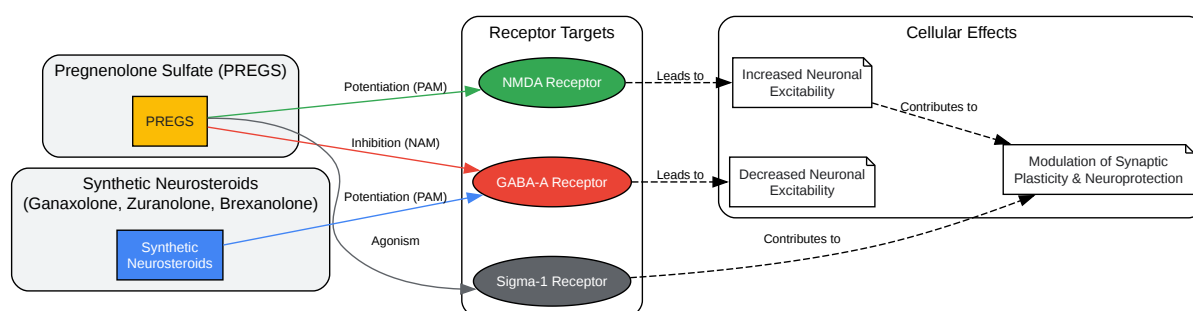 Pregnenolone Sulfate (PREGS)
PREGS
Synthetic Neurosteroids
(Ganaxolone, Zuranolone, Brexanolone)
Synthetic
Neurosteroids
Potentiation (PAM)
Inhibition (NAM)
Potentiation (PAM)
Agonism
Receptor Targets
NMDA Receptor
GABA-A Receptor
Sigma-1 Receptor
Leads to
Leads to
Contributes to
Cellular Effects
Increased Neuronal
Excitability
Decreased Neuronal
Excitability
Contributes to
Modulation of Synaptic
Plasticity & Neuroprotection